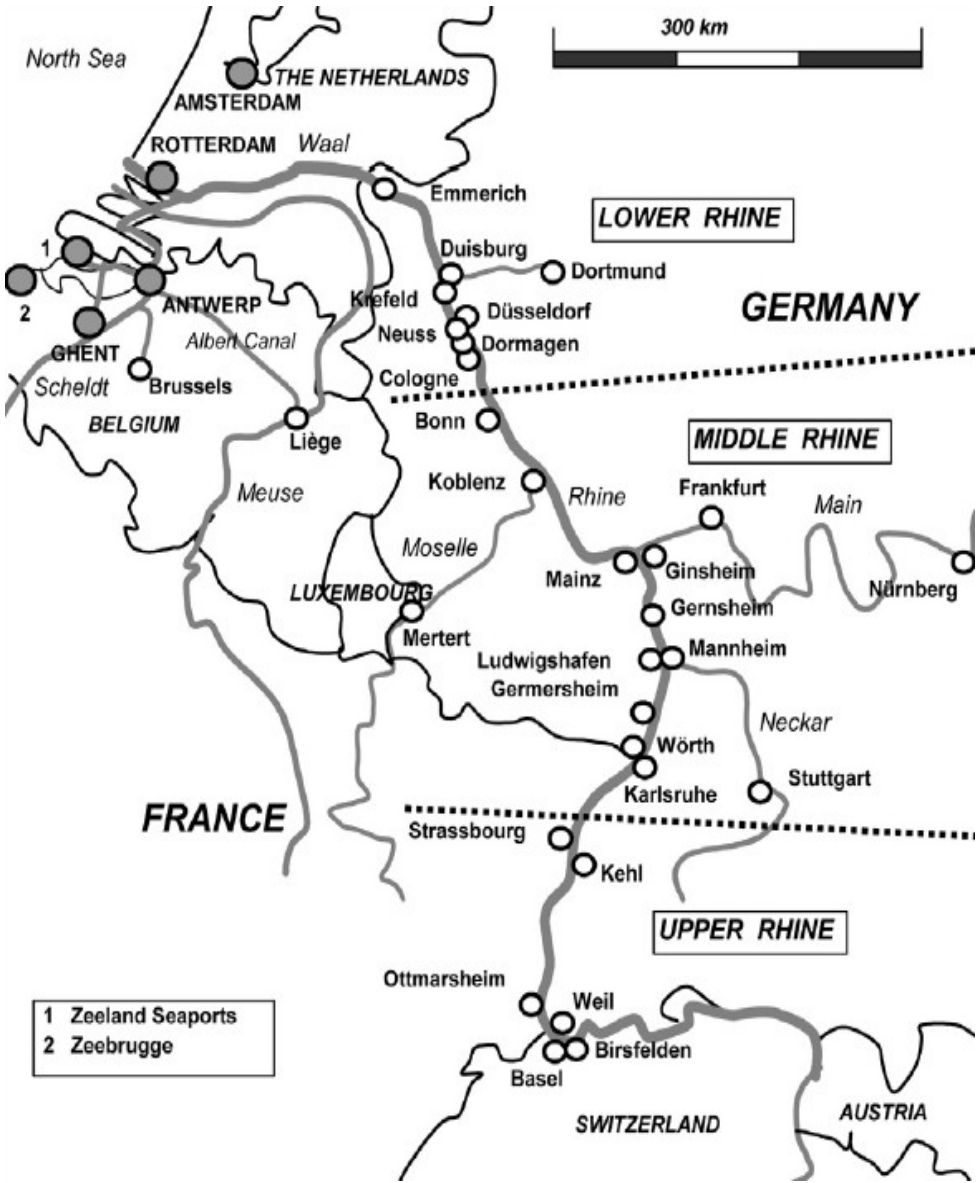 300 km
North Sea
THE NETHERLANDS
AMSTERDAM
ROTTERDAM
Waal
Emmerich
LOWER RHINE
Duisburg
Dortmund
1
2
ANTWERP
Krefeld
Düsseldorf
GERMANY
Neuss
Dormagen
GHENT
Albert Canal
Scheldt
Brussels
Cologne
BELGIUM
Bonn
Liège
MIDDLE RHINE
Koblenz
Rhine
Frankfurt
Meuse
Main
Moselle
Mainz
Ginsheim
Nürnberg
LUXEMBOURG
Gernsheim
Mertert
Ludwigshafen
Mannheim
Germersheim
Neckar
Wörth
Stuttgart
Karlsruhe
FRANCE
Strassbourg
Kehl
UPPER RHINE
Ottmarsheim
Weil
1 Zeeland Seaports
2 Zeebrugge
Birsfelden
Basel
SWITZERLAND
AUSTRIA